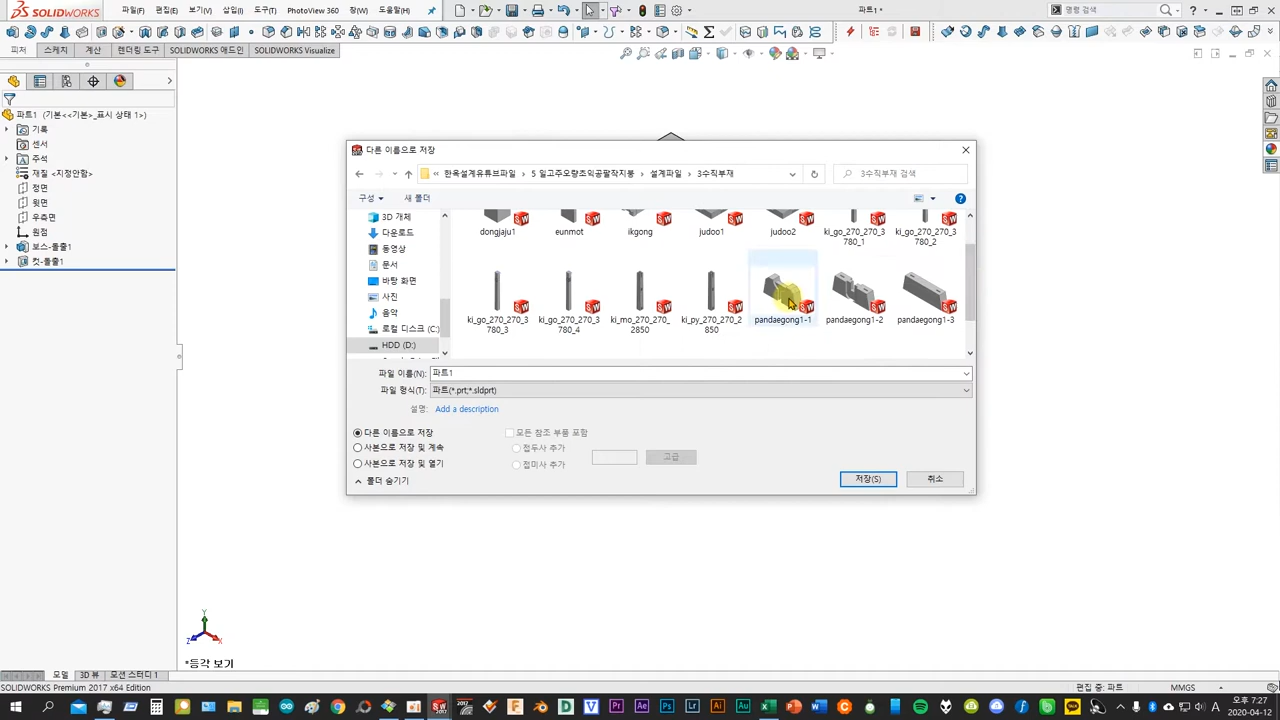 SOLIDWORKS
파일(F) 편집(E) 보기(V) 삽입(I) 도구(T) PhotoView 360 창(W) 도움말(H) 파트1 * 명령 검색
피처 스케치 계산 렌더링 도구 SOLIDWORKS 애드인 SOLIDWORKS Visualize
파트1 (기본<<기본>_표시 상태 1>)
기록
센서
주석
재질 <지정안함>
정면
윗면
우측면
원점
보스-돌출1
컷-돌출1
다른 이름으로 저장
한옥설계유튜브파일 5 일고주오량초익공팔작지붕 설계파일 3수직부재
3수직부재 검색
구성 새 폴더
3D 개체
다운로드
동영상
문서
바탕 화면
사진
음악
로컬 디스크 (C:)
HDD (D:)
dongjaju1 eunmot ikgong judoo1 judoo2 ki_go_270_270_3780_1 ki_go_270_270_3780_2
ki_go_270_270_3780_3 ki_go_270_270_3780_4 ki_mo_270_270_2850 ki_py_270_270_2850 pandaegong1-1 pandaegong1-2 pandaegong1-3
파일 이름(N): 파트1
파일 형식(T): 파트(*.prt;*.sldprt)
설명: Add a description
다른 이름으로 저장
사본으로 저장 및 계속
사본으로 저장 및 열기
모든 참조 부품 포함
접두사 추가
접미사 추가
고급
폴더 숨기기
저장(S) 취소
Y
Z X
*등각 보기
모델 3D 뷰 모션 스터디 1
SOLIDWORKS Premium 2017 x64 Edition
편집 중: 파트 MMGS
오후 7:27
2020-04-12